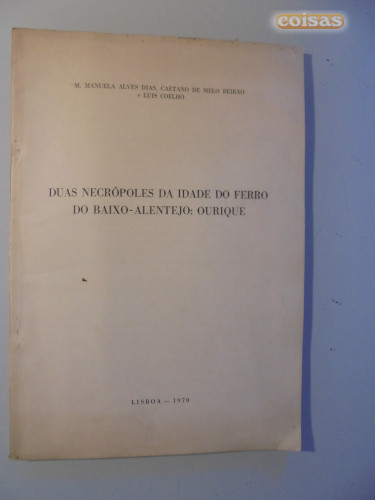 coisas
M. MANUELA ALVES DIAS, CAETANO DE MELO BEIRÃO
e LUIS COELHO
DUAS NECRÓPOLES DA IDADE DO FERRO
DO BAIXO-ALENTEJO: OURIQUE
LISBOA — 1970